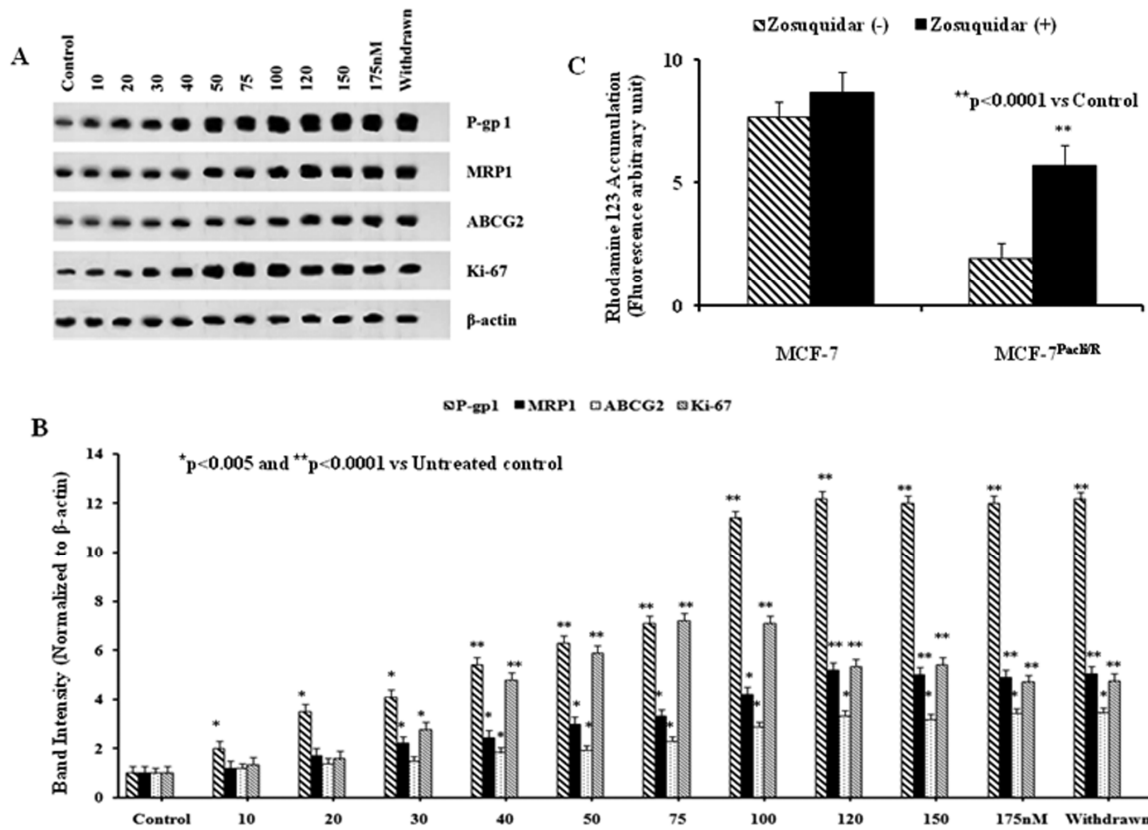 A
Control
10
20
30
40
50
75
100
120
150
175nM
Withdrawn
P-gp 1
MRP1
ABCG2
Ki-67
β-actin
Zosuquidar (-) Zosuquidar (+)
C
10
5
0
Rhodamine 123 Accumulation
(Fluorescence arbitrary unit)
**p<0.0001 vs Control
**
MCF-7 MCF-7Pacli/R
P-gp1 MRP1 ABCG2 Ki-67
B
*p<0.005 and **p<0.0001 vs Untreated control
Band Intensity (Normalized to β-actin)
14
12
10
8
6
4
2
0
* * * * * ** * * ** ** * * ** ** * * ** ** * * ** ** ** * ** ** ** * ** ** ** * ** ** ** * **
Control 10 20 30 40 50 75 100 120 150 175nM Withdrawn